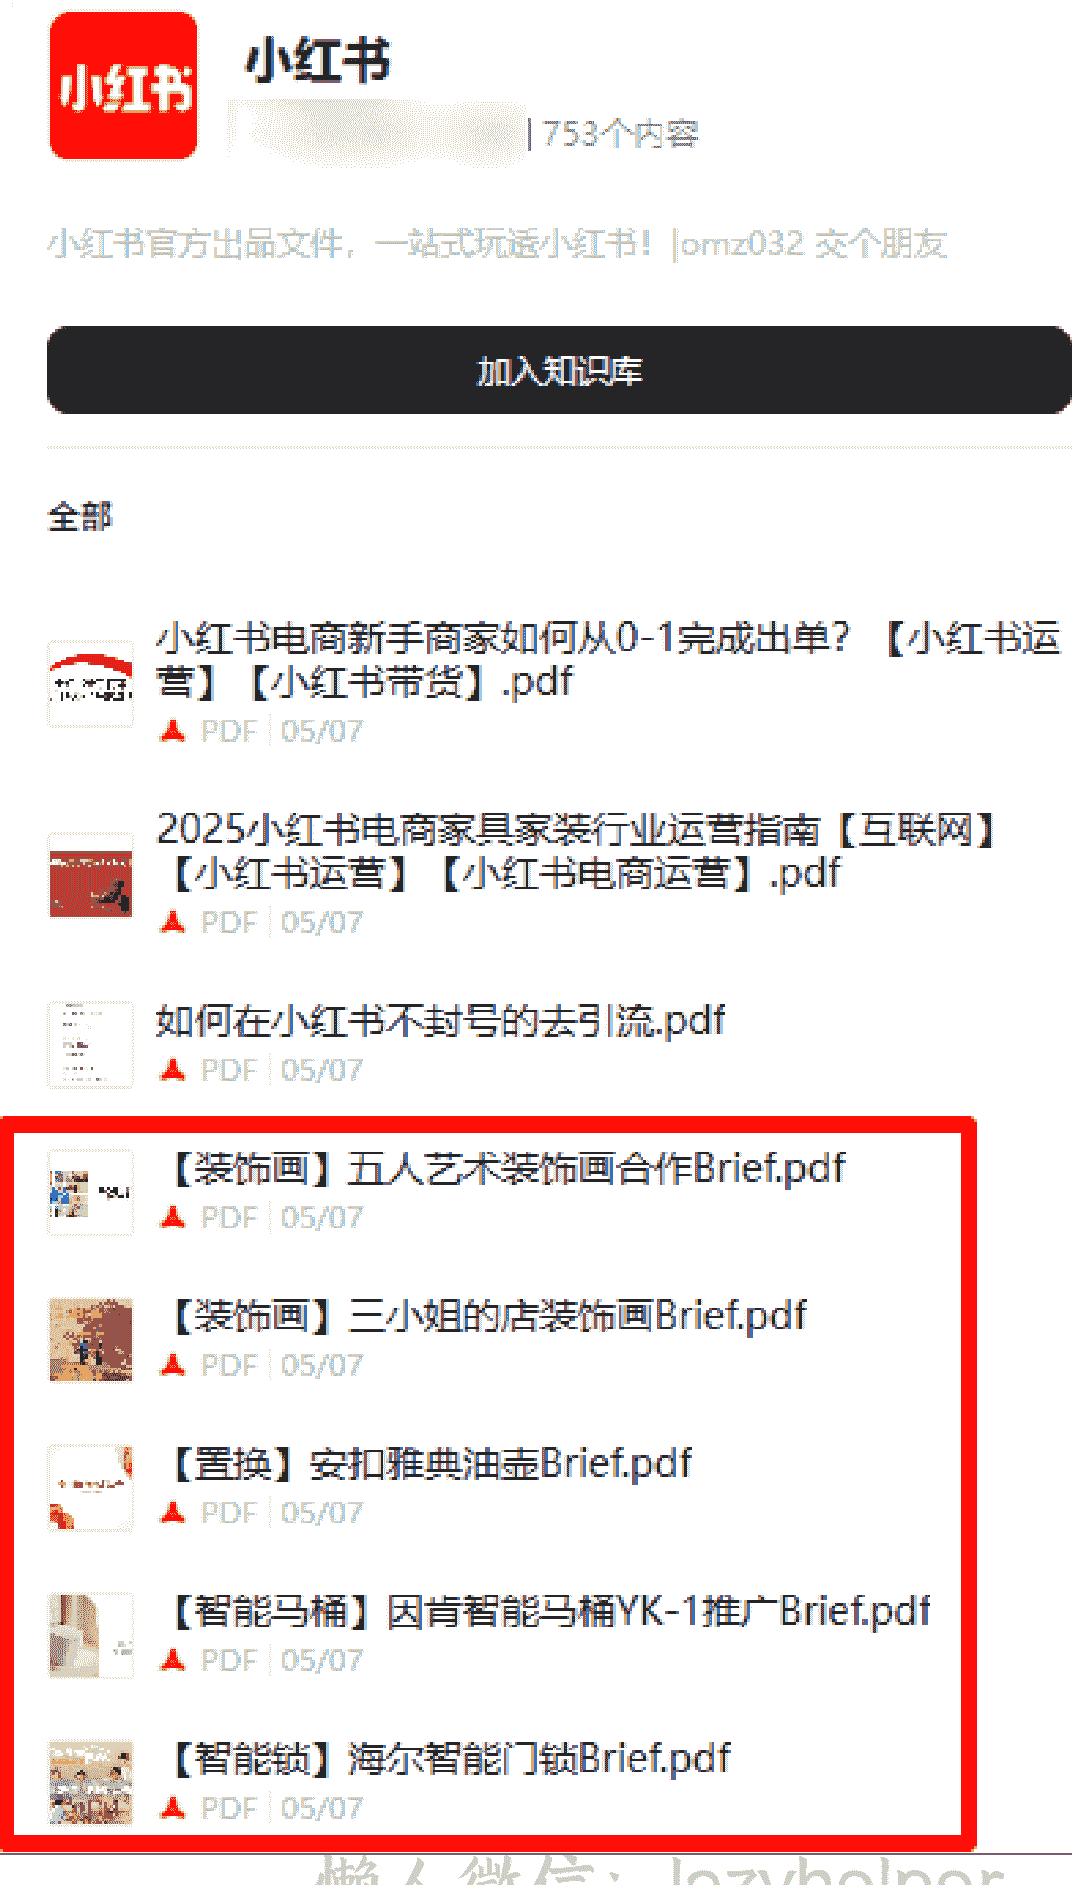 小红书
小红书
753个内容
小红书官方出品文件，一站式玩透小红书！|omz032 交个朋友
加入知识库
全部
小红书电商新手商家如何从0-1完成出单？【小红书运
营】【小红书带货】.pdf
PDF 05/07
2025小红书电商家具家装行业运营指南【互联网】
【小红书运营】【小红书电商运营】.pdf
PDF 05/07
如何在小红书不封号的去引流.pdf
PDF 05/07
【装饰画】五人艺术装饰画合作Brief.pdf
PDF 05/07
【装饰画】三小姐的店装饰画Brief.pdf
PDF 05/07
【置换】安扣雅典油壶Brief.pdf
PDF 05/07
【智能马桶】因肯智能马桶YK-1推广Brief.pdf
PDF 05/07
【智能锁】海尔智能门锁Brief.pdf
PDF 05/07
懒人微信：lazyhelper